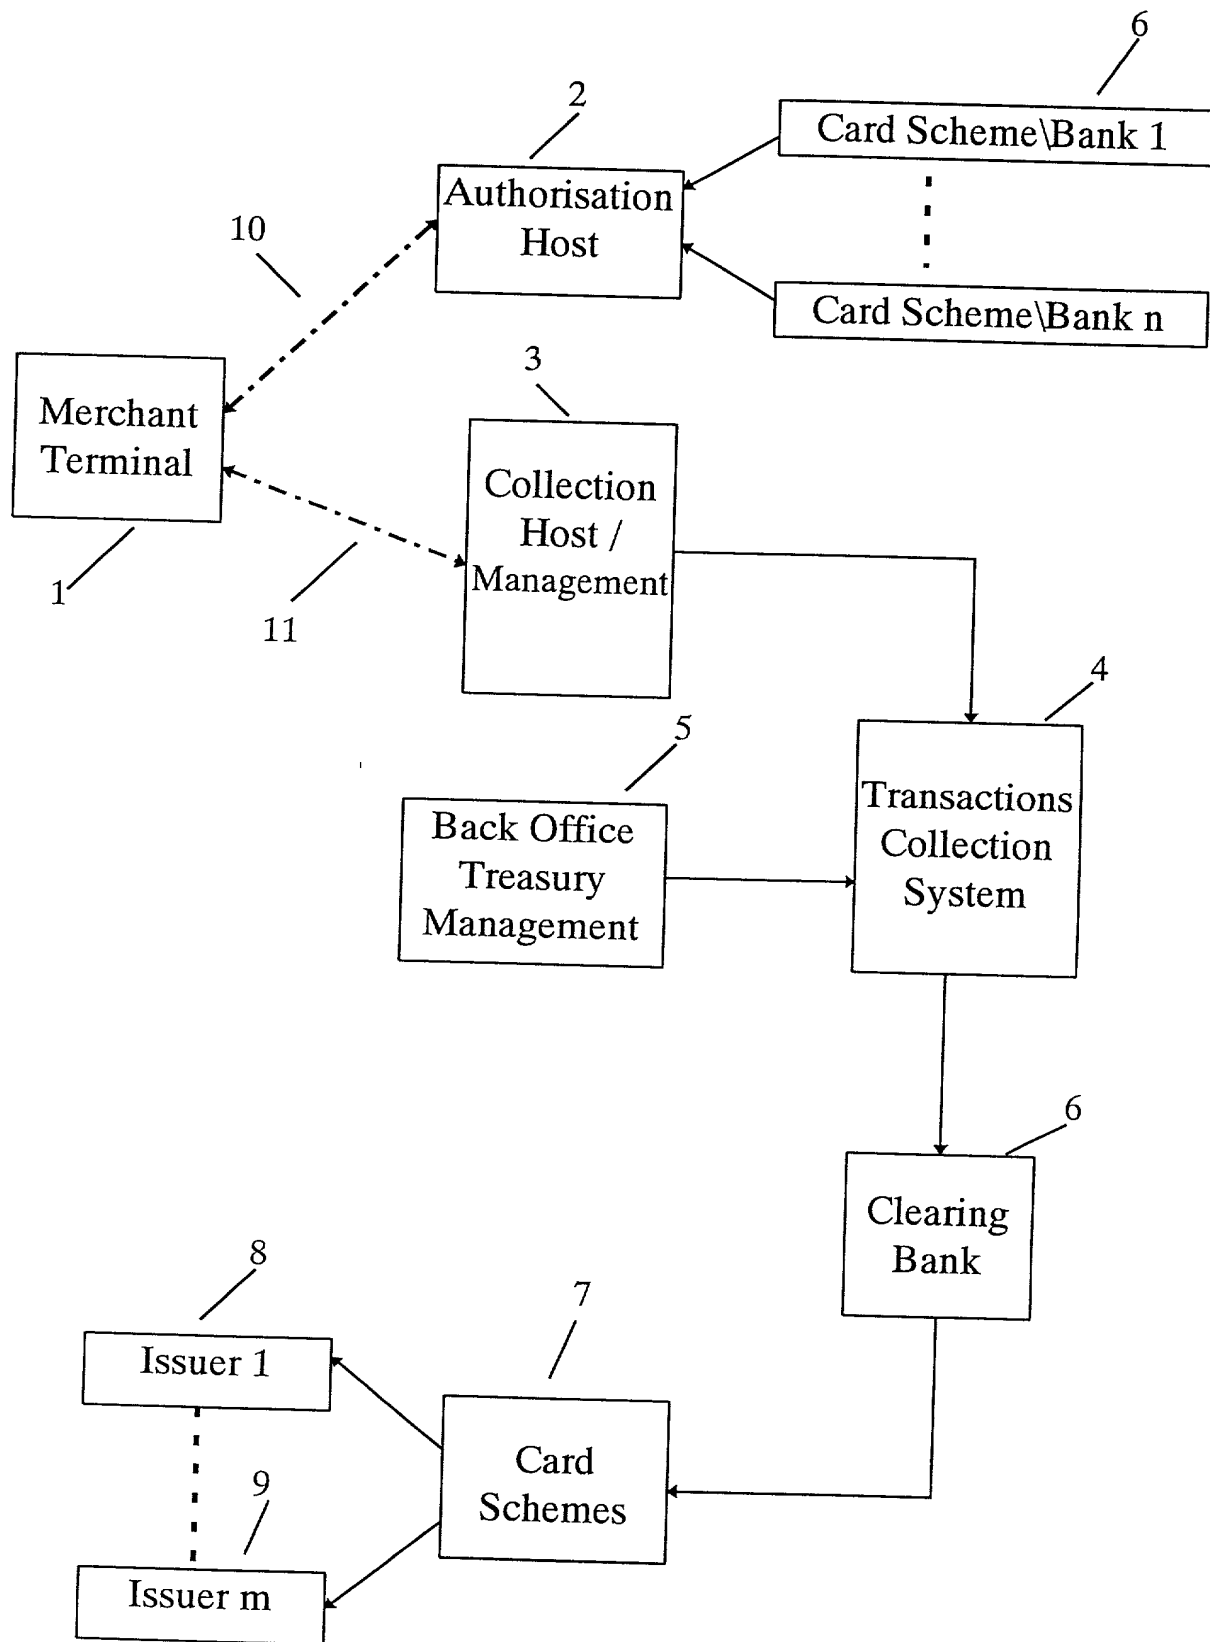 6
2
Card Scheme\Bank 1
Authorisation
Host
10
Card Scheme\Bank n
3
Merchant
Terminal
Collection
Host /
Management
1
11
4
5
Transactions
Collection
System
Back Office
Treasury
Management
6
Clearing
Bank
8
7
Issuer 1
Card
Schemes
9
Issuer m